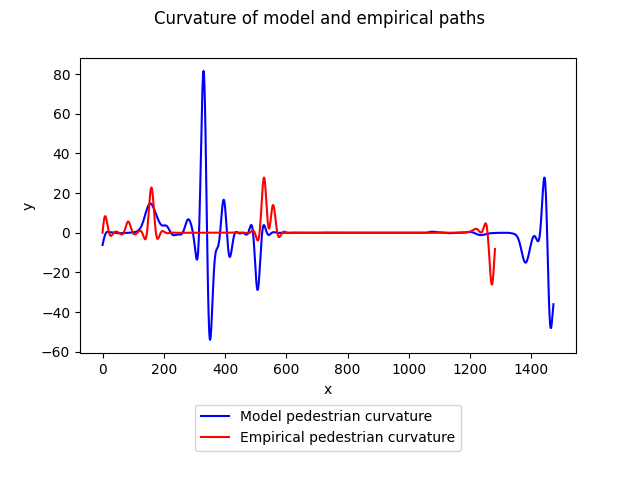 Curvature of model and empirical paths
80
60
40
20
0
−20
−40
−60
y
0 200 400 600 800 1000 1200 1400
x
Model pedestrian curvature
Empirical pedestrian curvature